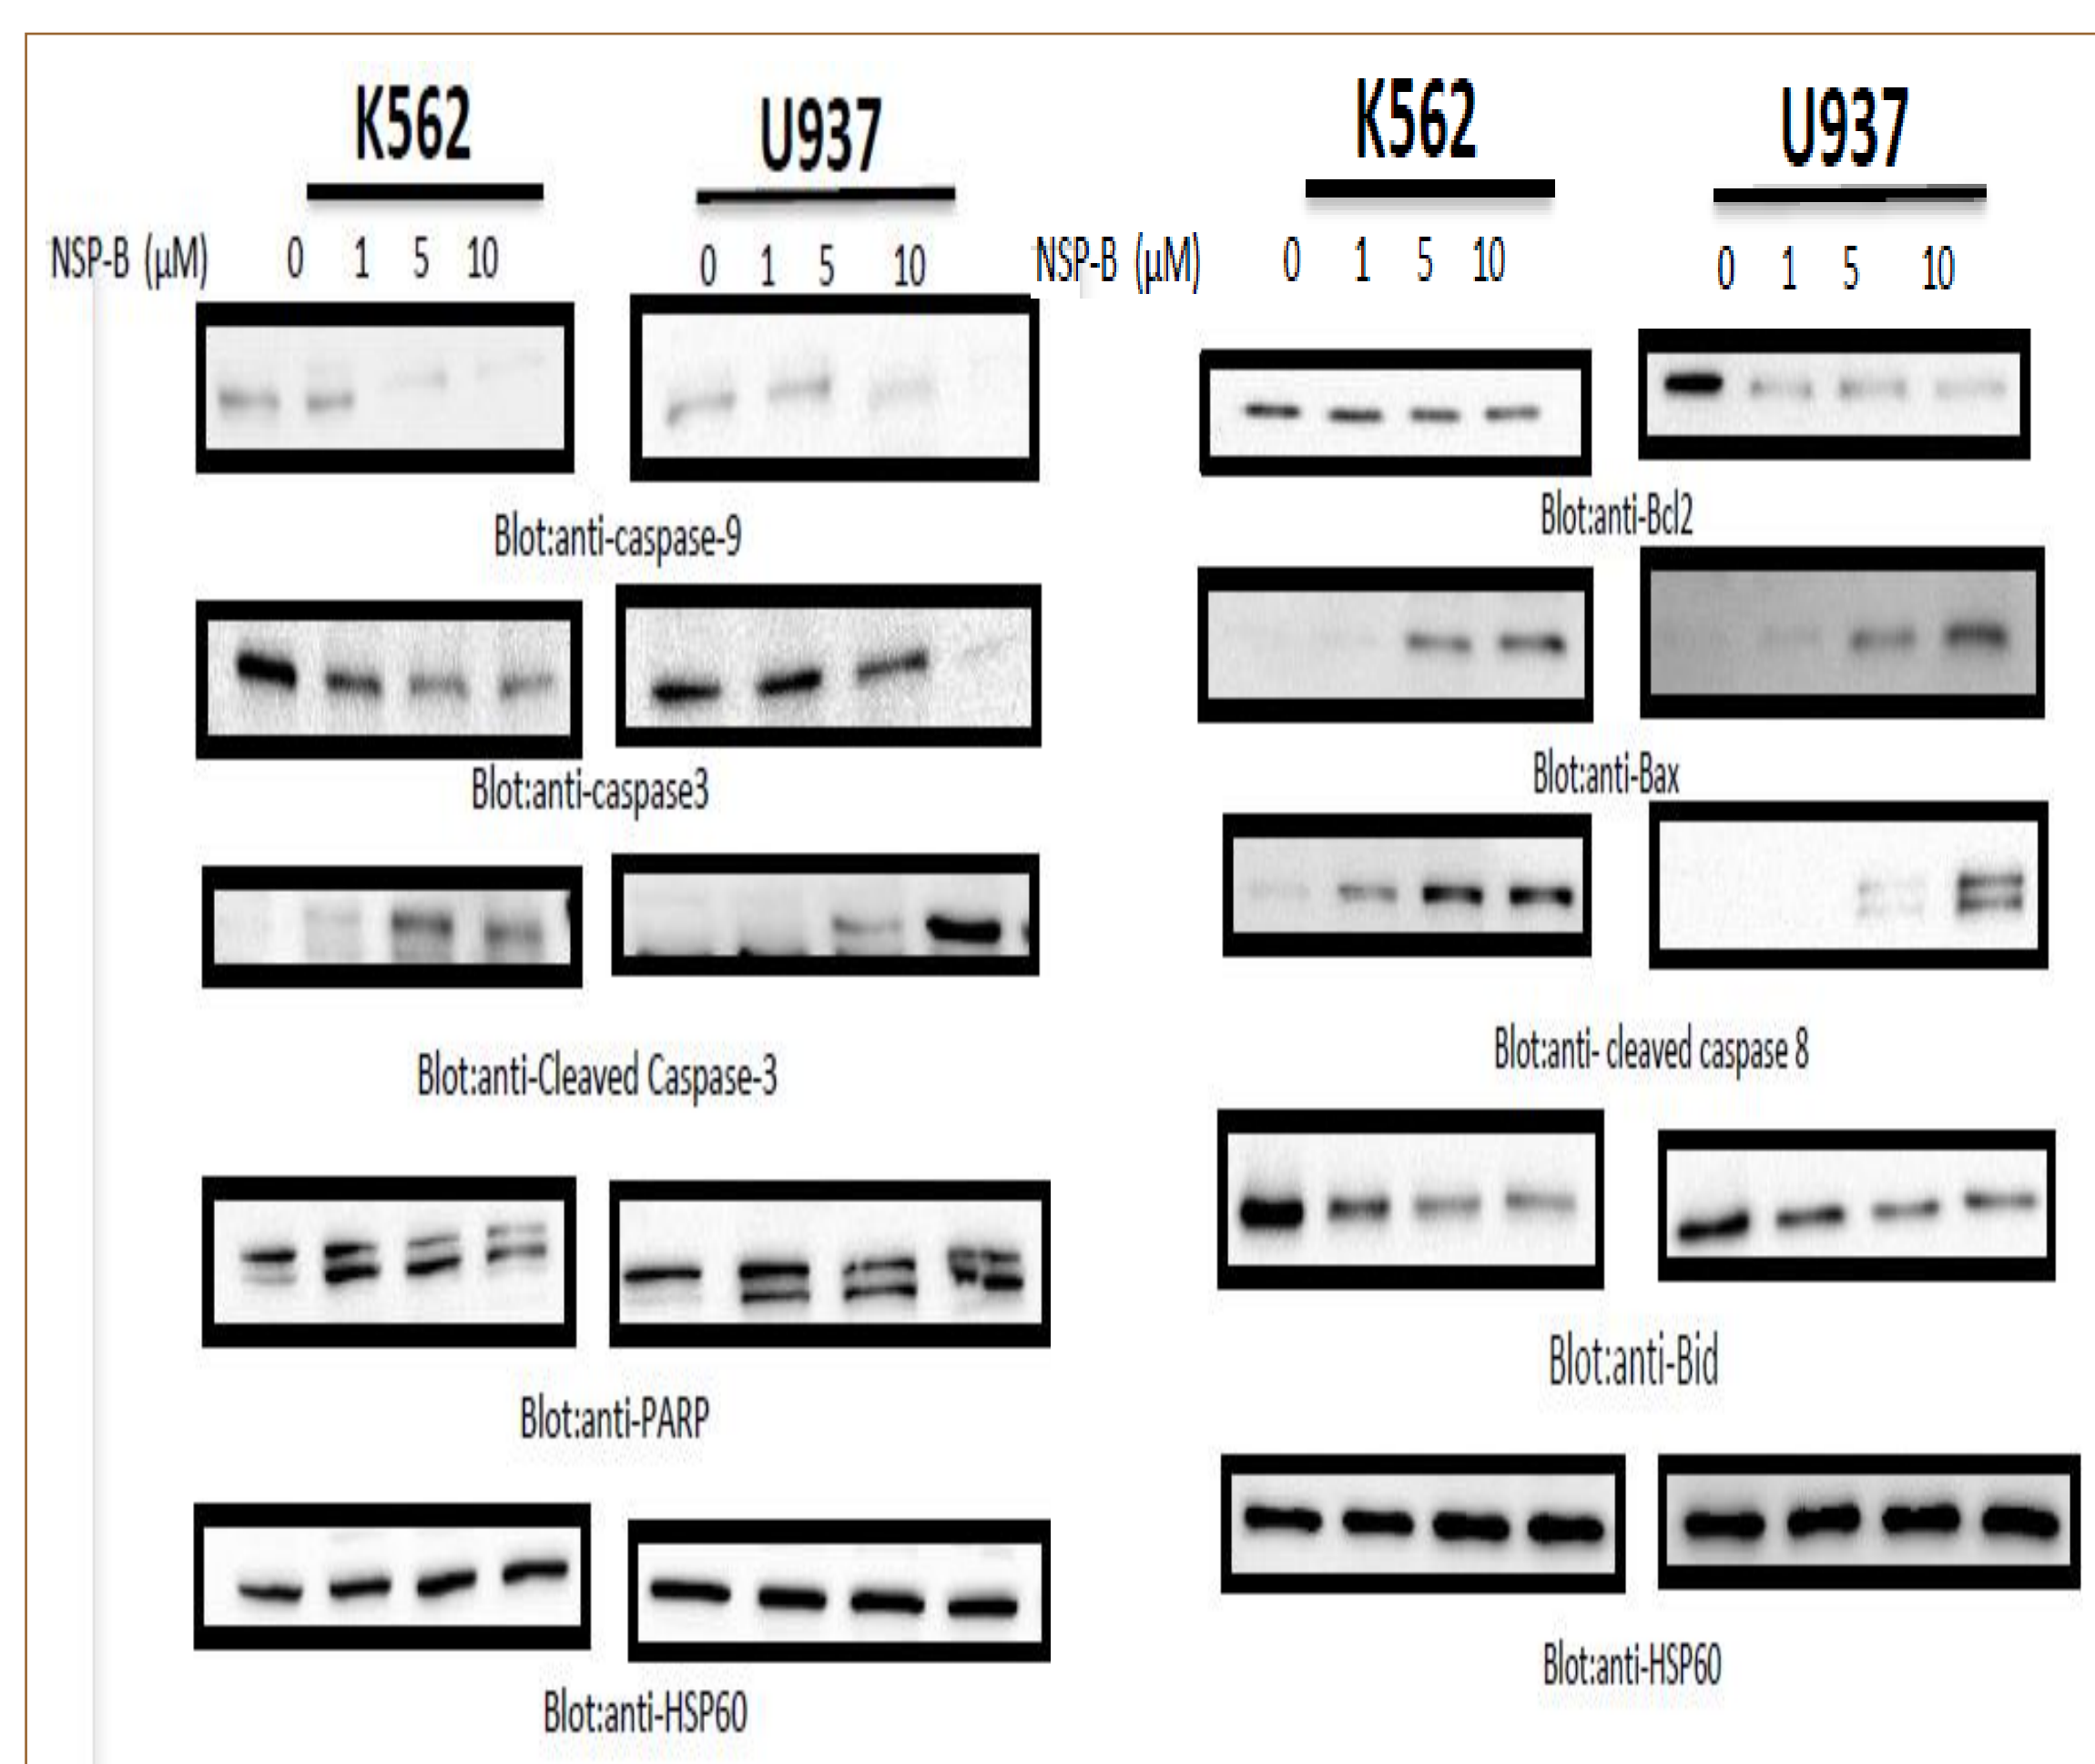 K562 U937
NSP-B (µM) 0 1 5 10 0 1 5 10
Blot:anti-caspase-9
Blot:anti-caspase3
Blot:anti-Cleaved Caspase-3
Blot:anti-PARP
Blot:anti-HSP60
K562 U937
NSP-B (µM) 0 1 5 10 0 1 5 10
Blot:anti-Bcl2
Blot:anti-Bax
Blot:anti- cleaved caspase 8
Blot:anti-Bid
Blot:anti-HSP60